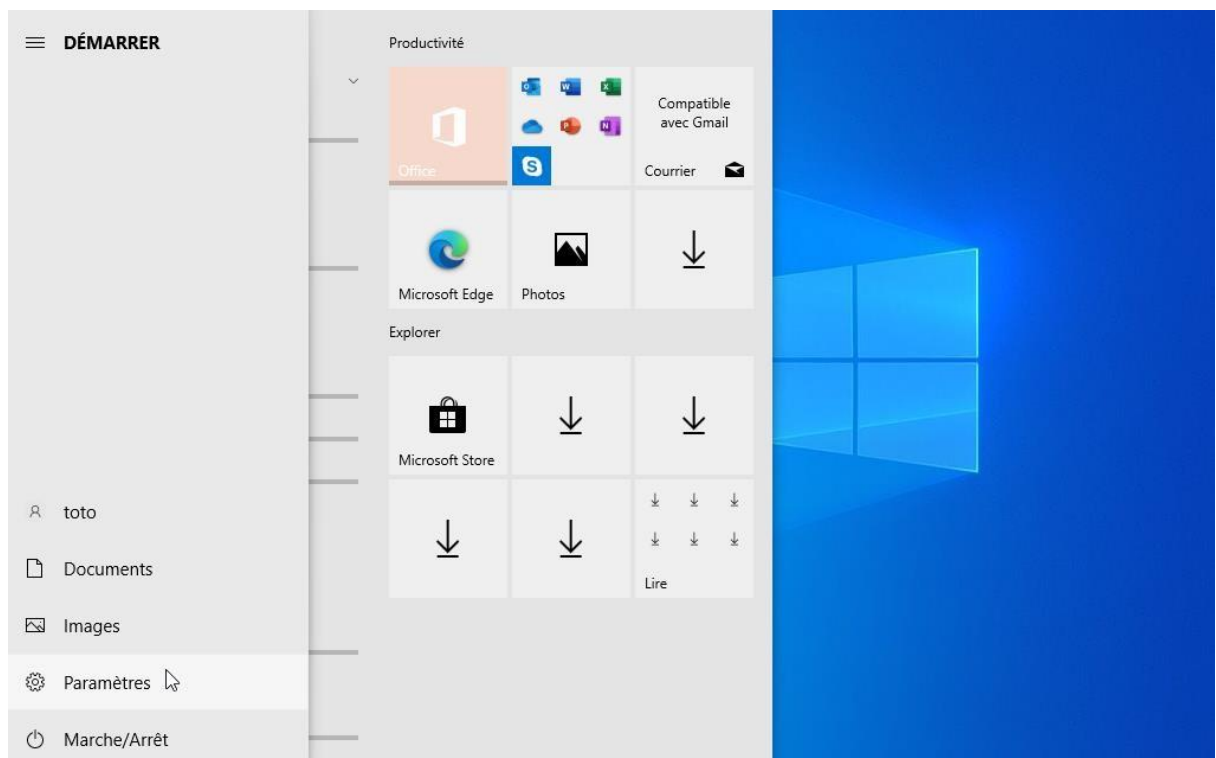 DÉMARRER
toto
Documents
Images
Paramètres
Marche/Arrêt
Productivité
Office
Compatible
avec Gmail
Courrier
Microsoft Edge
Photos
Explorer
Microsoft Store
Lire